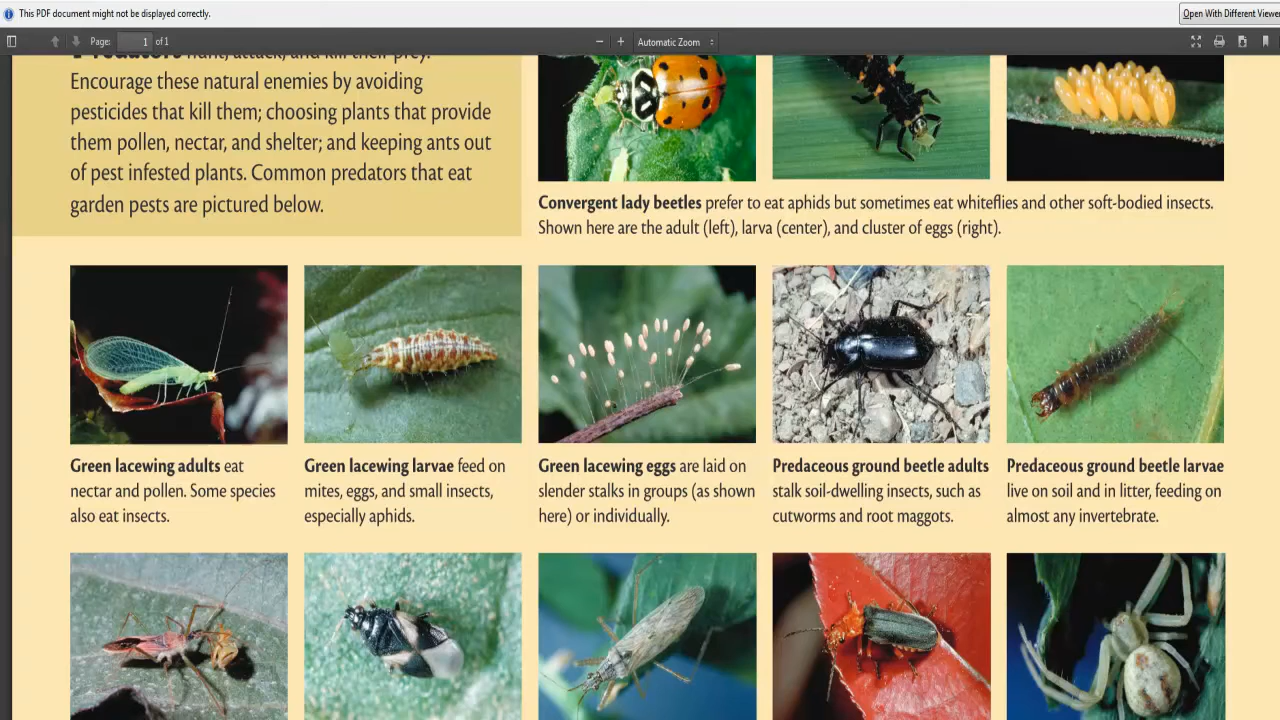 This PDF document might not be displayed correctly.
Open With Different Viewer
Page: 1 of 1
Automatic Zoom
Predators hunt, attack, and kill their prey.
Encourage these natural enemies by avoiding
pesticides that kill them; choosing plants that provide
them pollen, nectar, and shelter; and keeping ants out
of pest infested plants. Common predators that eat
garden pests are pictured below.
Convergent lady beetles prefer to eat aphids but sometimes eat whiteflies and other soft-bodied insects.
Shown here are the adult (left), larva (center), and cluster of eggs (right).
Green lacewing adults eat
nectar and pollen. Some species
also eat insects.
Green lacewing larvae feed on
mites, eggs, and small insects,
especially aphids.
Green lacewing eggs are laid on
slender stalks in groups (as shown
here) or individually.
Predaceous ground beetle adults
stalk soil-dwelling insects, such as
cutworms and root maggots.
Predaceous ground beetle larvae
live on soil and in litter, feeding on
almost any invertebrate.